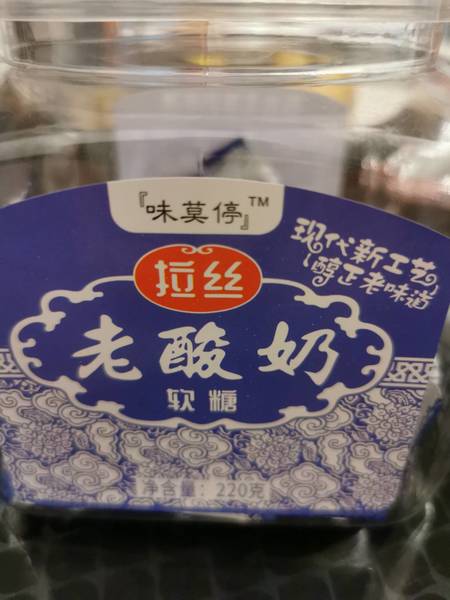 『味莫停』™
现代新工艺
醇正老味道
拉丝
老酸奶
软糖
净含量：220克